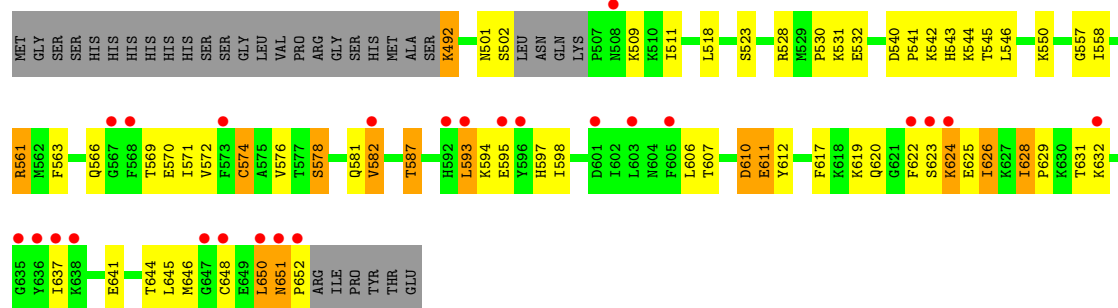 MET GLY SER SER HIS HIS HIS HIS HIS HIS SER SER GLY LEU VAL PRO ARG GLY SER HIS MET ALA SER K492 N501 S502 LEU ASN GLN LYS P507 N508 K509 K510 I511 L518 S523 R528 M529 P530 K531 E532 D540 P541 K542 H543 K544 T545 L546 K550 G557 I558
R561 M562 F563 Q566 G567 F568 T569 E570 I571 V572 F573 C574 A575 V576 T577 S578 Q581 V582 T587 H592 L593 K594 E595 Y596 H597 I598 D601 I602 L603 N604 F605 L606 T607 D610 E611 Y612 F617 K618 K619 Q620 G621 F622 S623 K624 E625 I626 K627 I628 P629 K630 T631 K632
G635 Y636 I637 K638 E641 T644 L645 M646 G647 C648 E649 L650 N651 P652 ARG ILE PRO TYR THR GLU